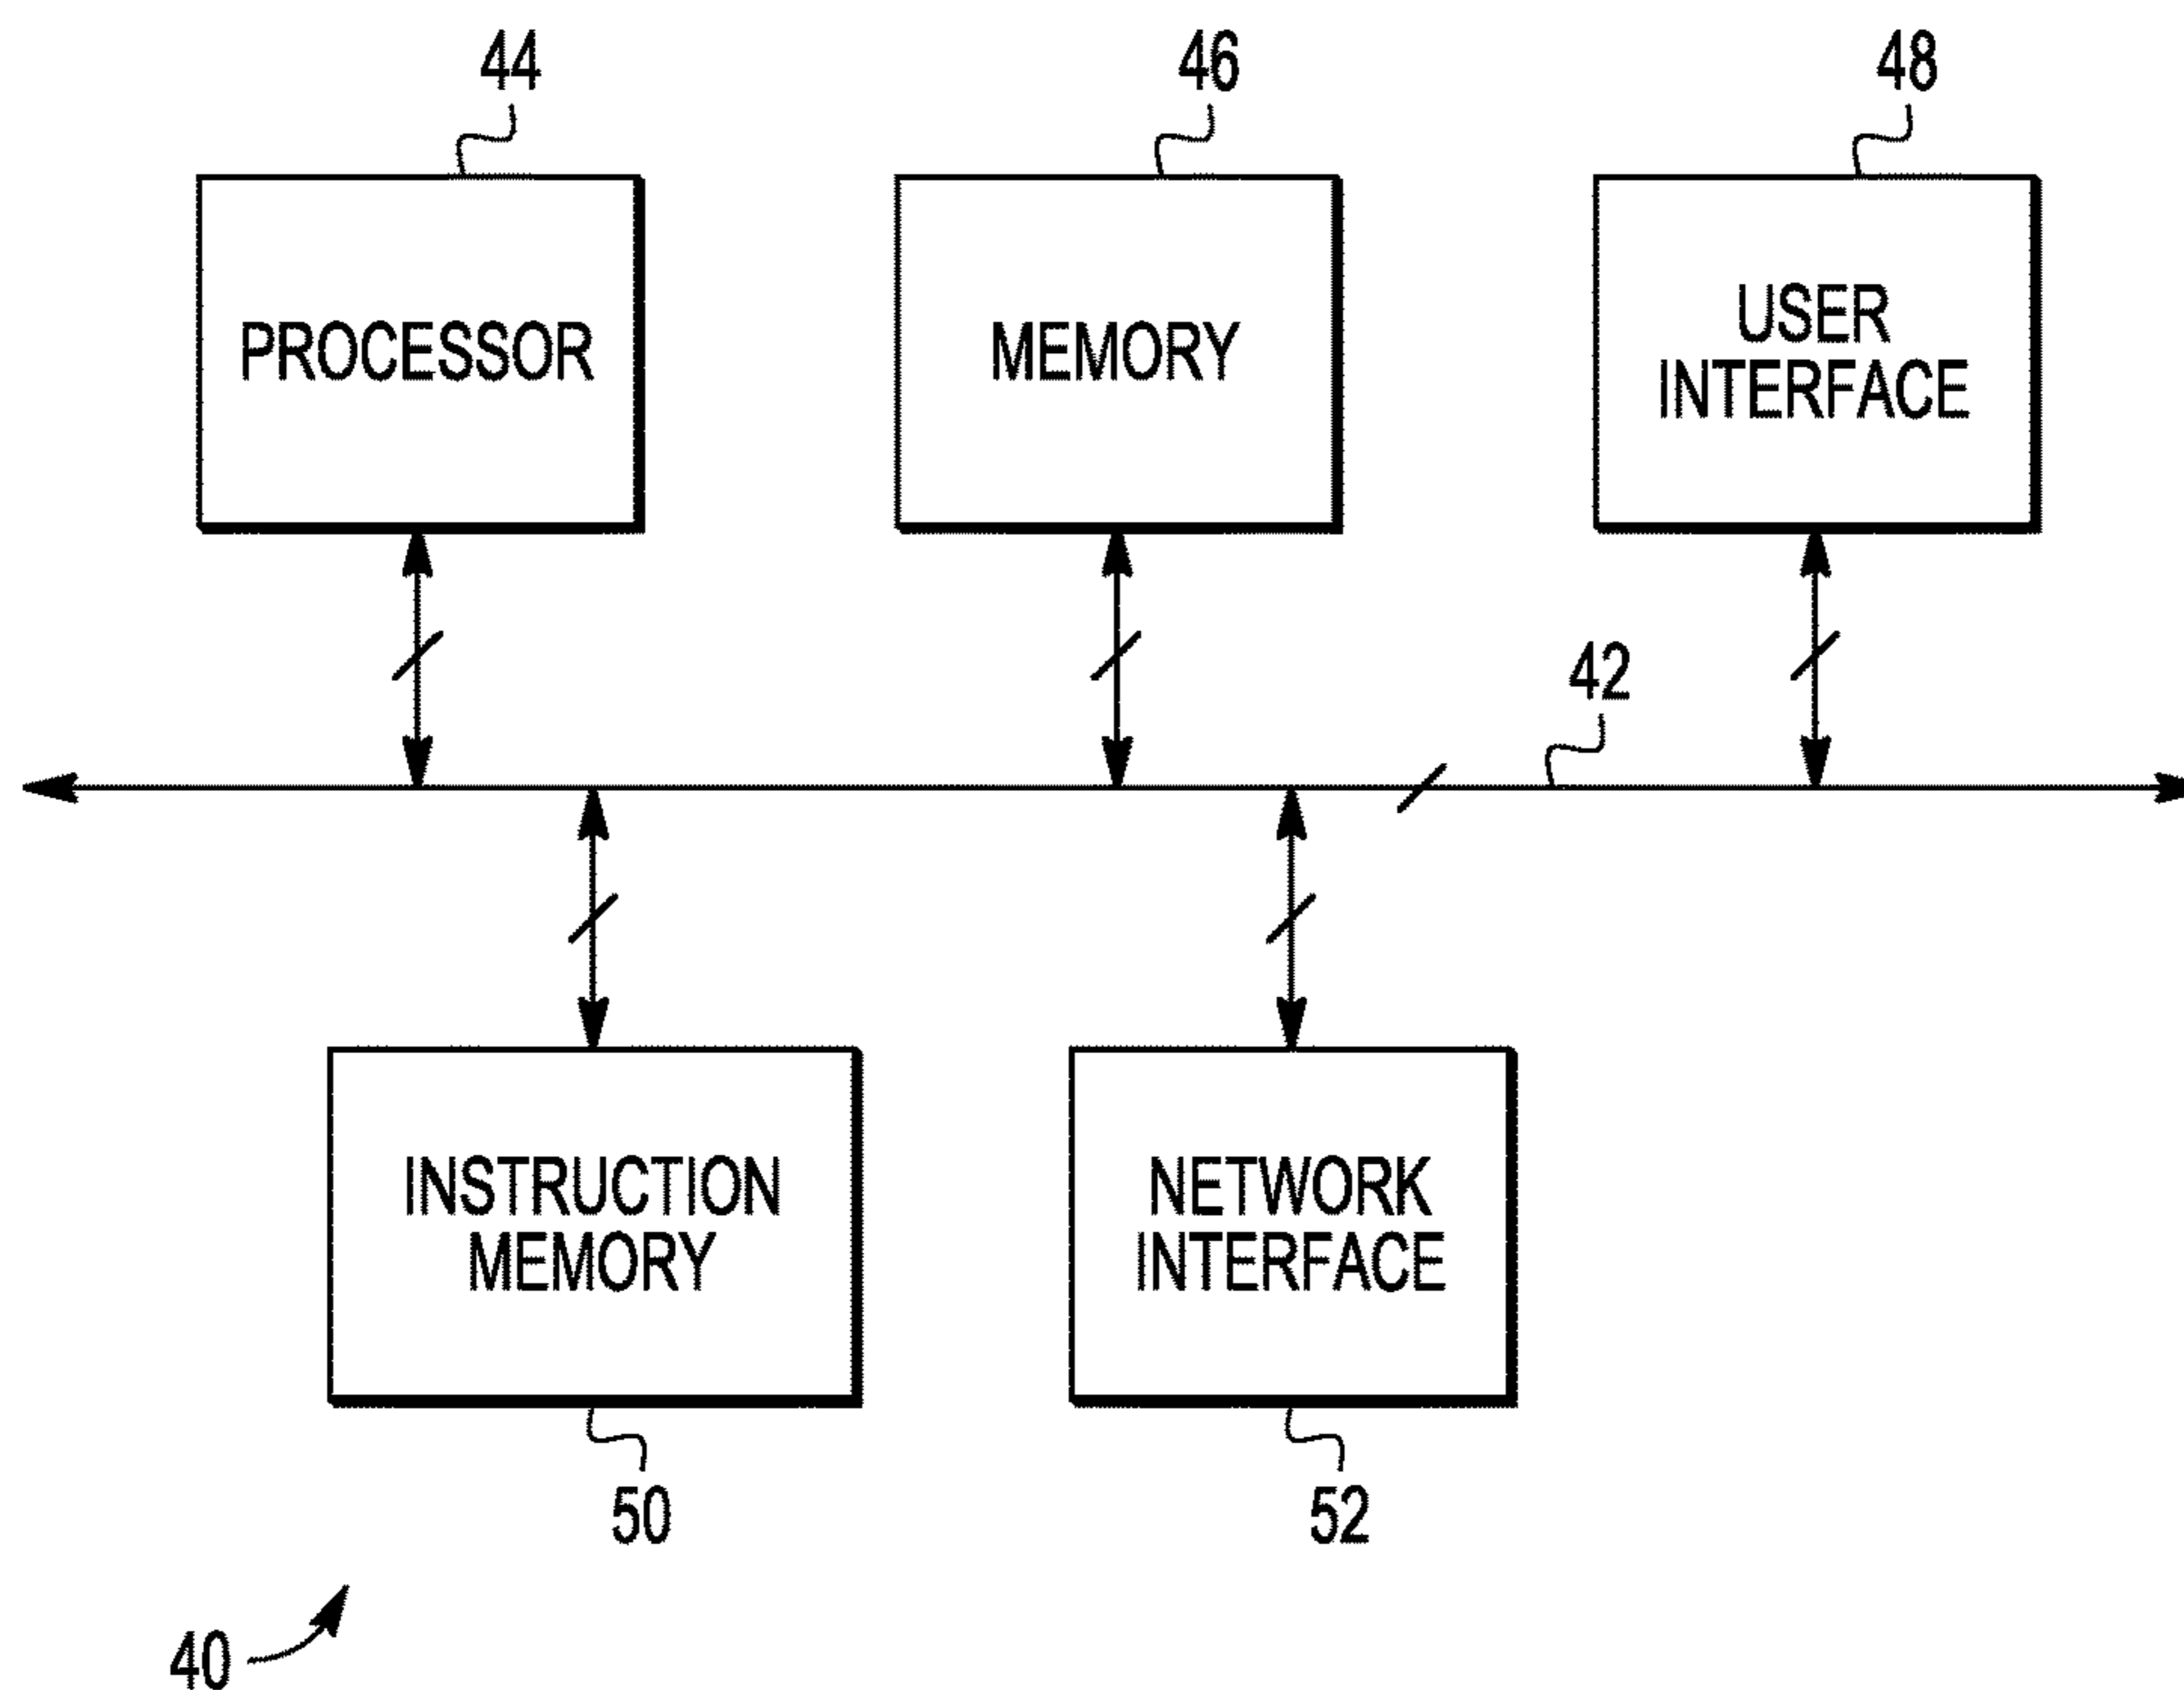 44
46
48
PROCESSOR
MEMORY
USER
INTERFACE
42
INSTRUCTION
MEMORY
NETWORK
INTERFACE
50
52
40